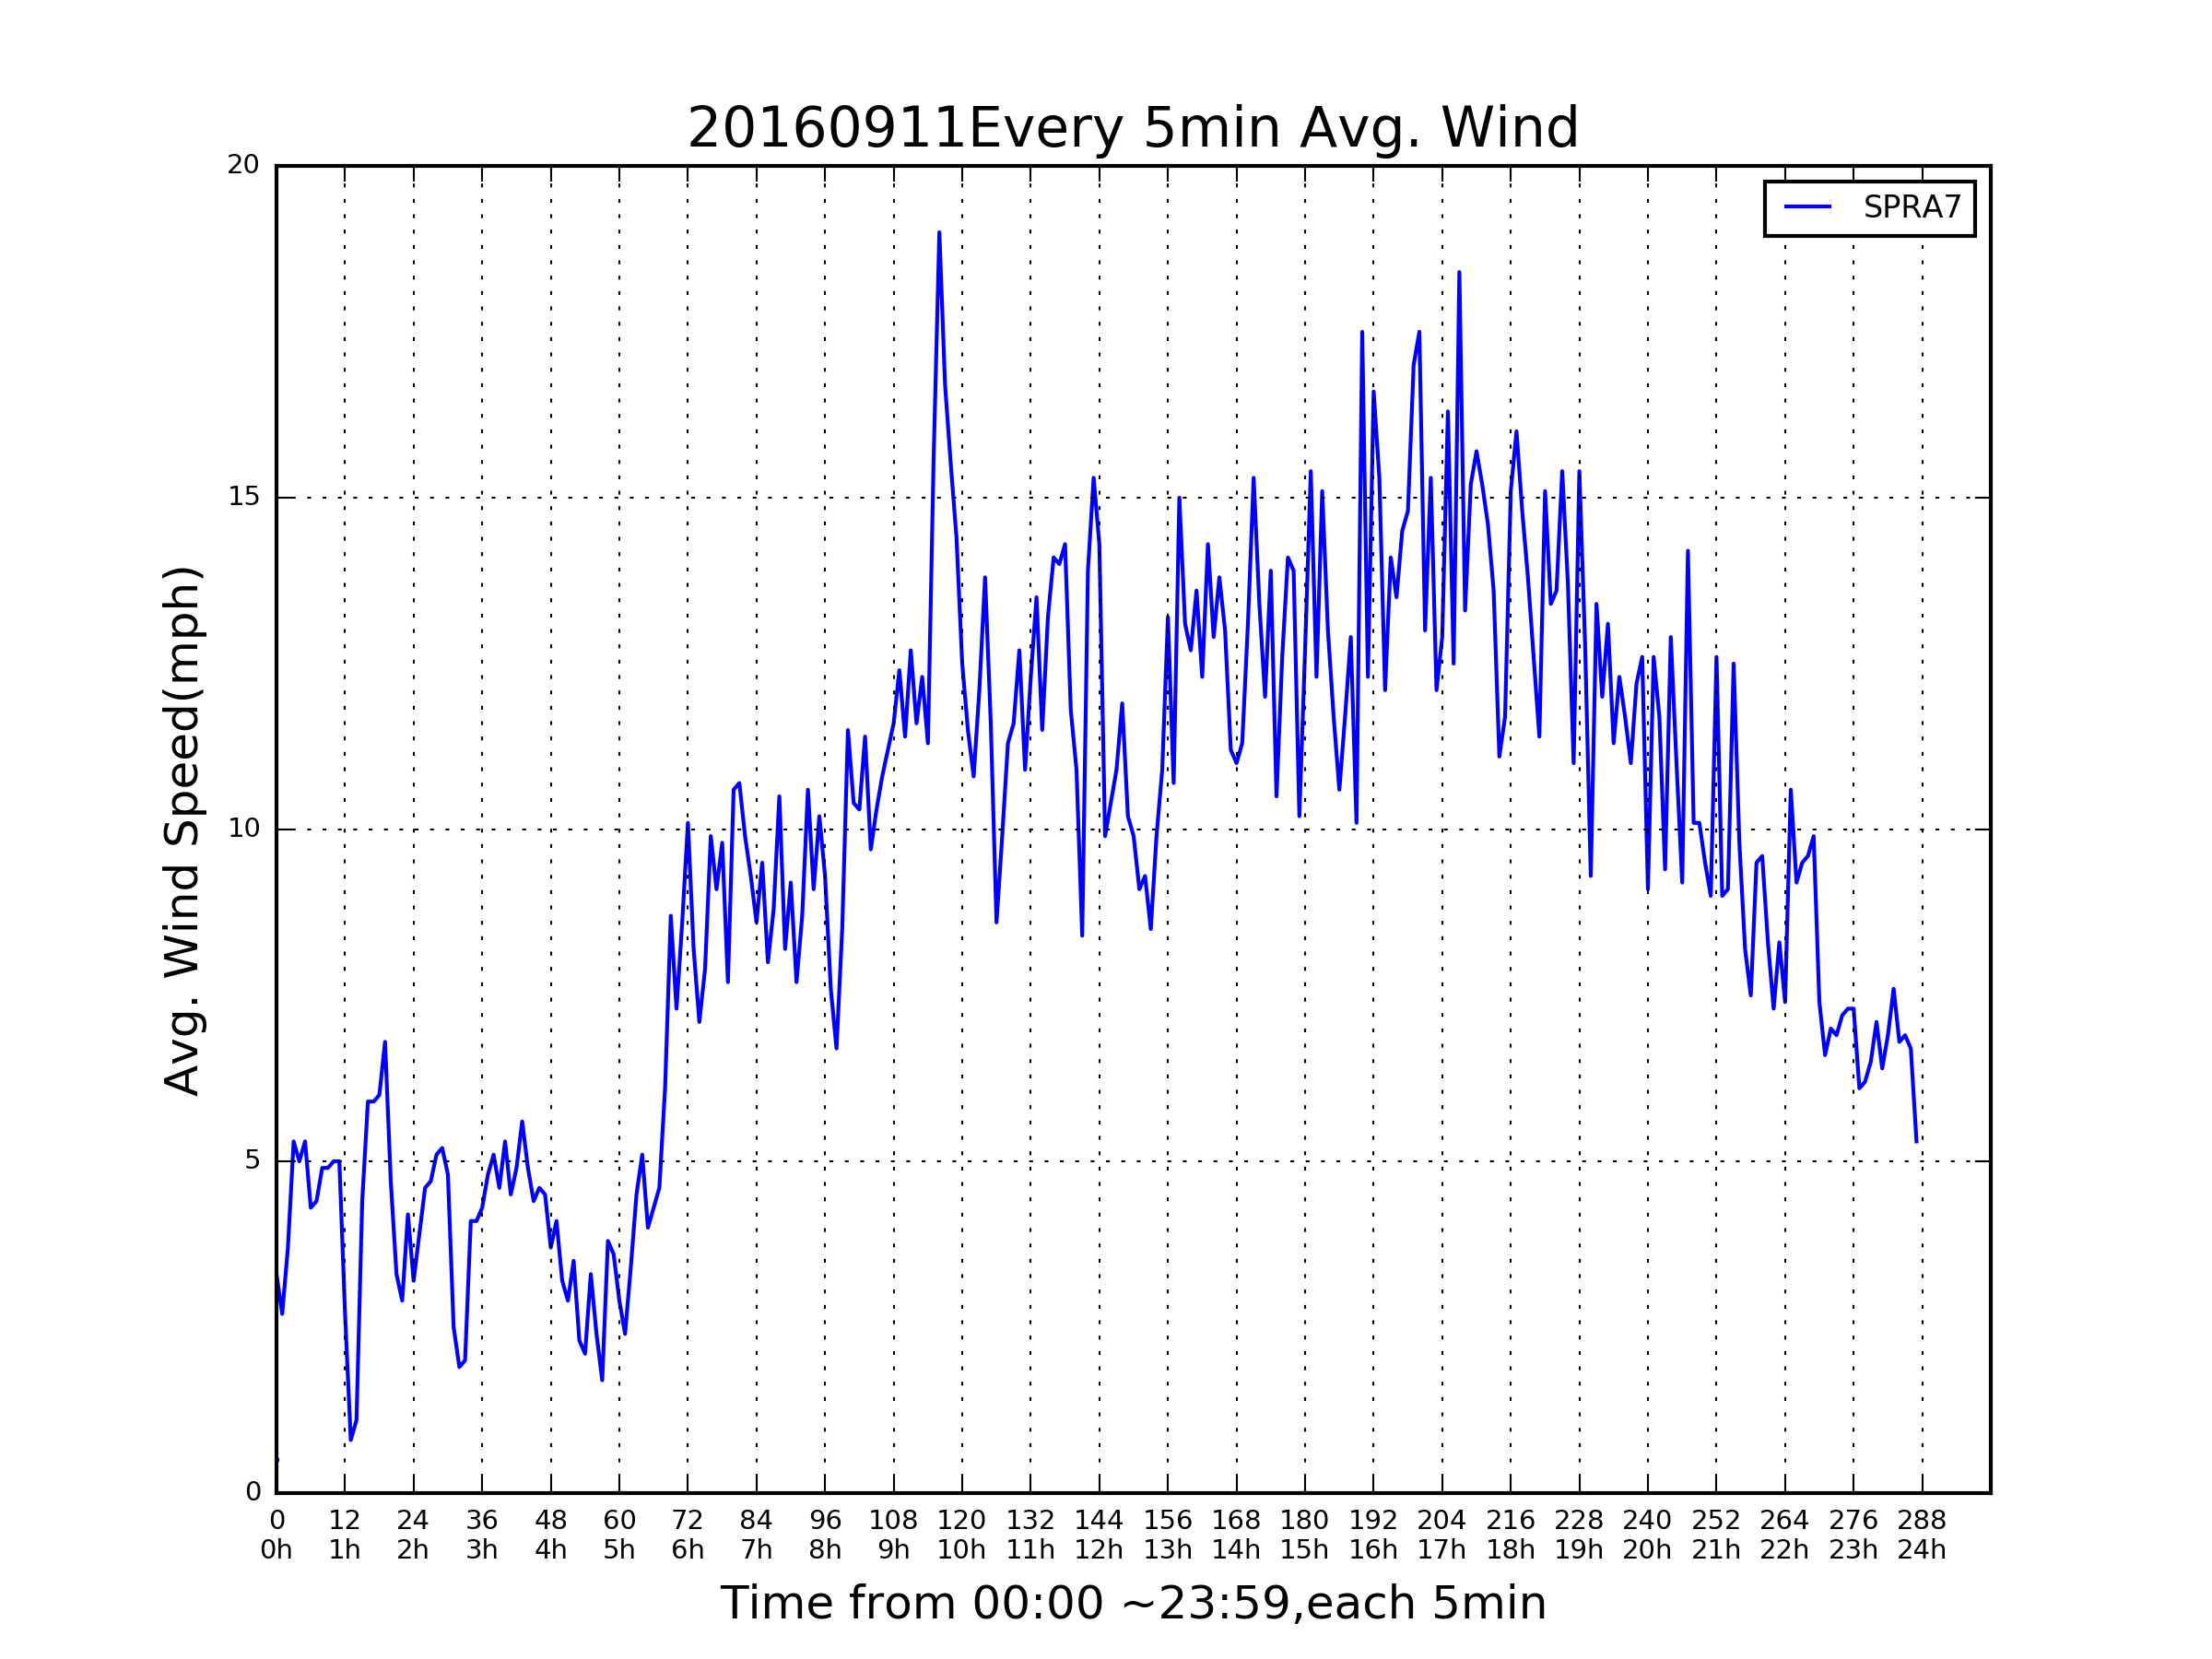 20160911Every 5min Avg. Wind
SPRA7
Avg. Wind Speed(mph)
20
15
10
5
0
0 12 24 36 48 60 72 84 96 108 120 132 144 156 168 180 192 204 216 228 240 252 264 276 288
0h 1h 2h 3h 4h 5h 6h 7h 8h 9h 10h 11h 12h 13h 14h 15h 16h 17h 18h 19h 20h 21h 22h 23h 24h
Time from 00:00 ~23:59,each 5min